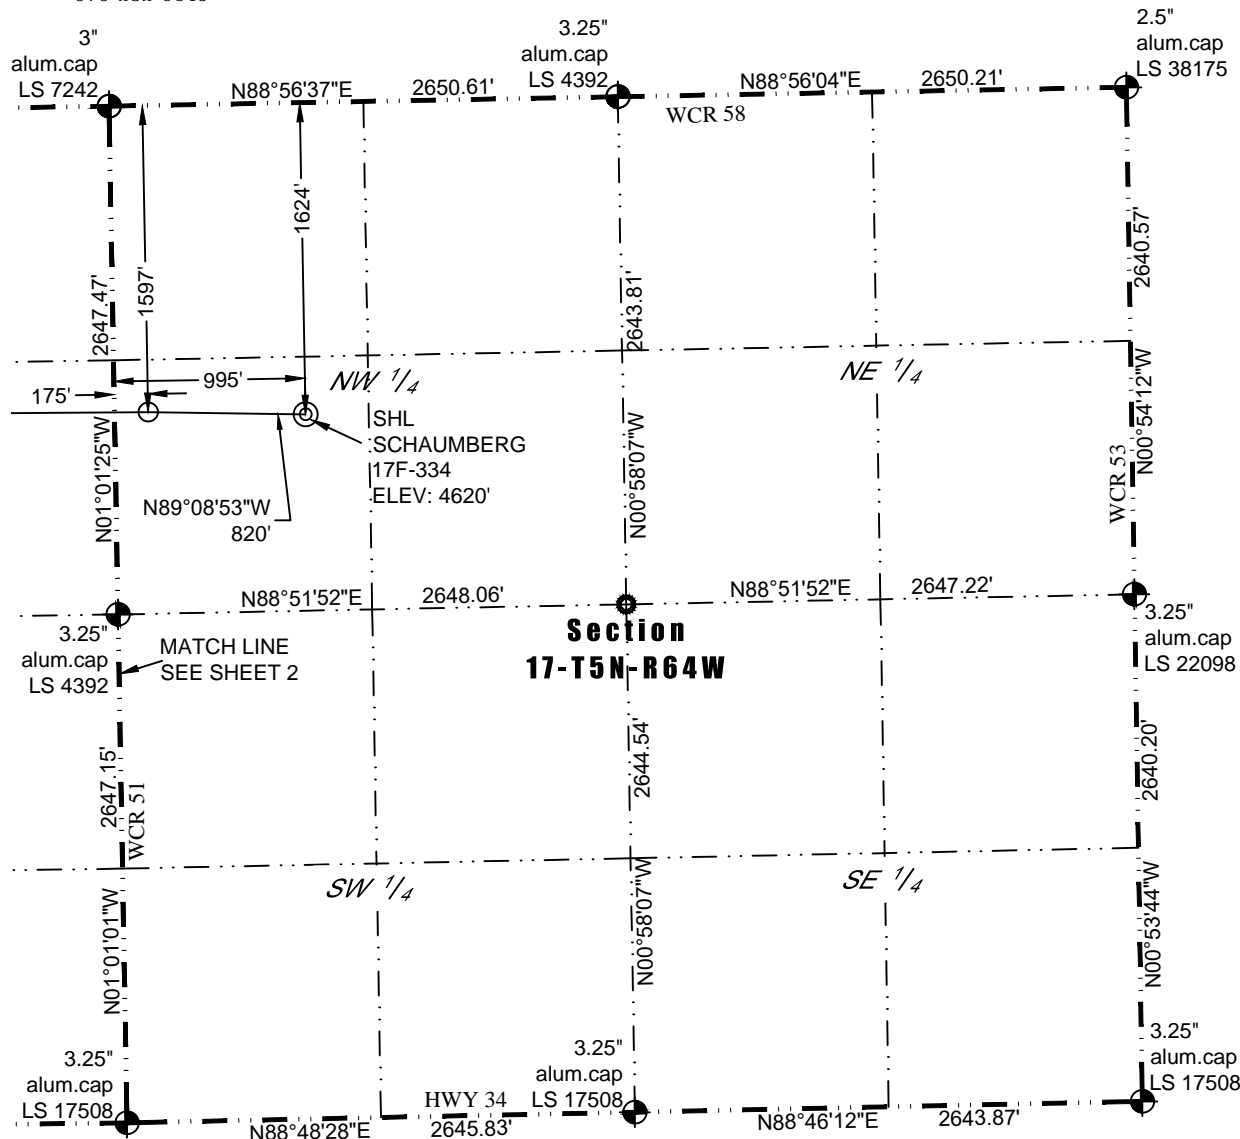 3"
alum.cap
LS 7242
3.25"
alum.cap
LS 4392
2.5"
alum.cap
LS 38175
N88°56'37"E
2650.61'
N88°56'04"E
2650.21'
WCR 58
1624'
1597'
2647.47'
2643.81'
2640.57'
175'
995'
NW 1/4
NE 1/4
N01°01'25"W
SHL
SCHAUMBERG
17F-334
ELEV: 4620'
N00°58'07"W
WCR 53
N00°54'12"W
N89°08'53"W
820'
N88°51'52"E
2648.06'
N88°51'52"E
2647.22'
3.25"
alum.cap
LS 4392
MATCH LINE
SEE SHEET 2
Section
17-T5N-R64W
3.25"
alum.cap
LS 22098
2647.15'
WCR 51
2644.54'
2640.20'
SW 1/4
SE 1/4
N01°01'01"W
N00°58'07"W
N00°53'44"W
3.25"
alum.cap
LS 17508
HWY 34
3.25"
alum.cap
LS 17508
3.25"
alum.cap
LS 17508
N88°48'28"E
2645.83'
N88°46'12"E
2643.87'